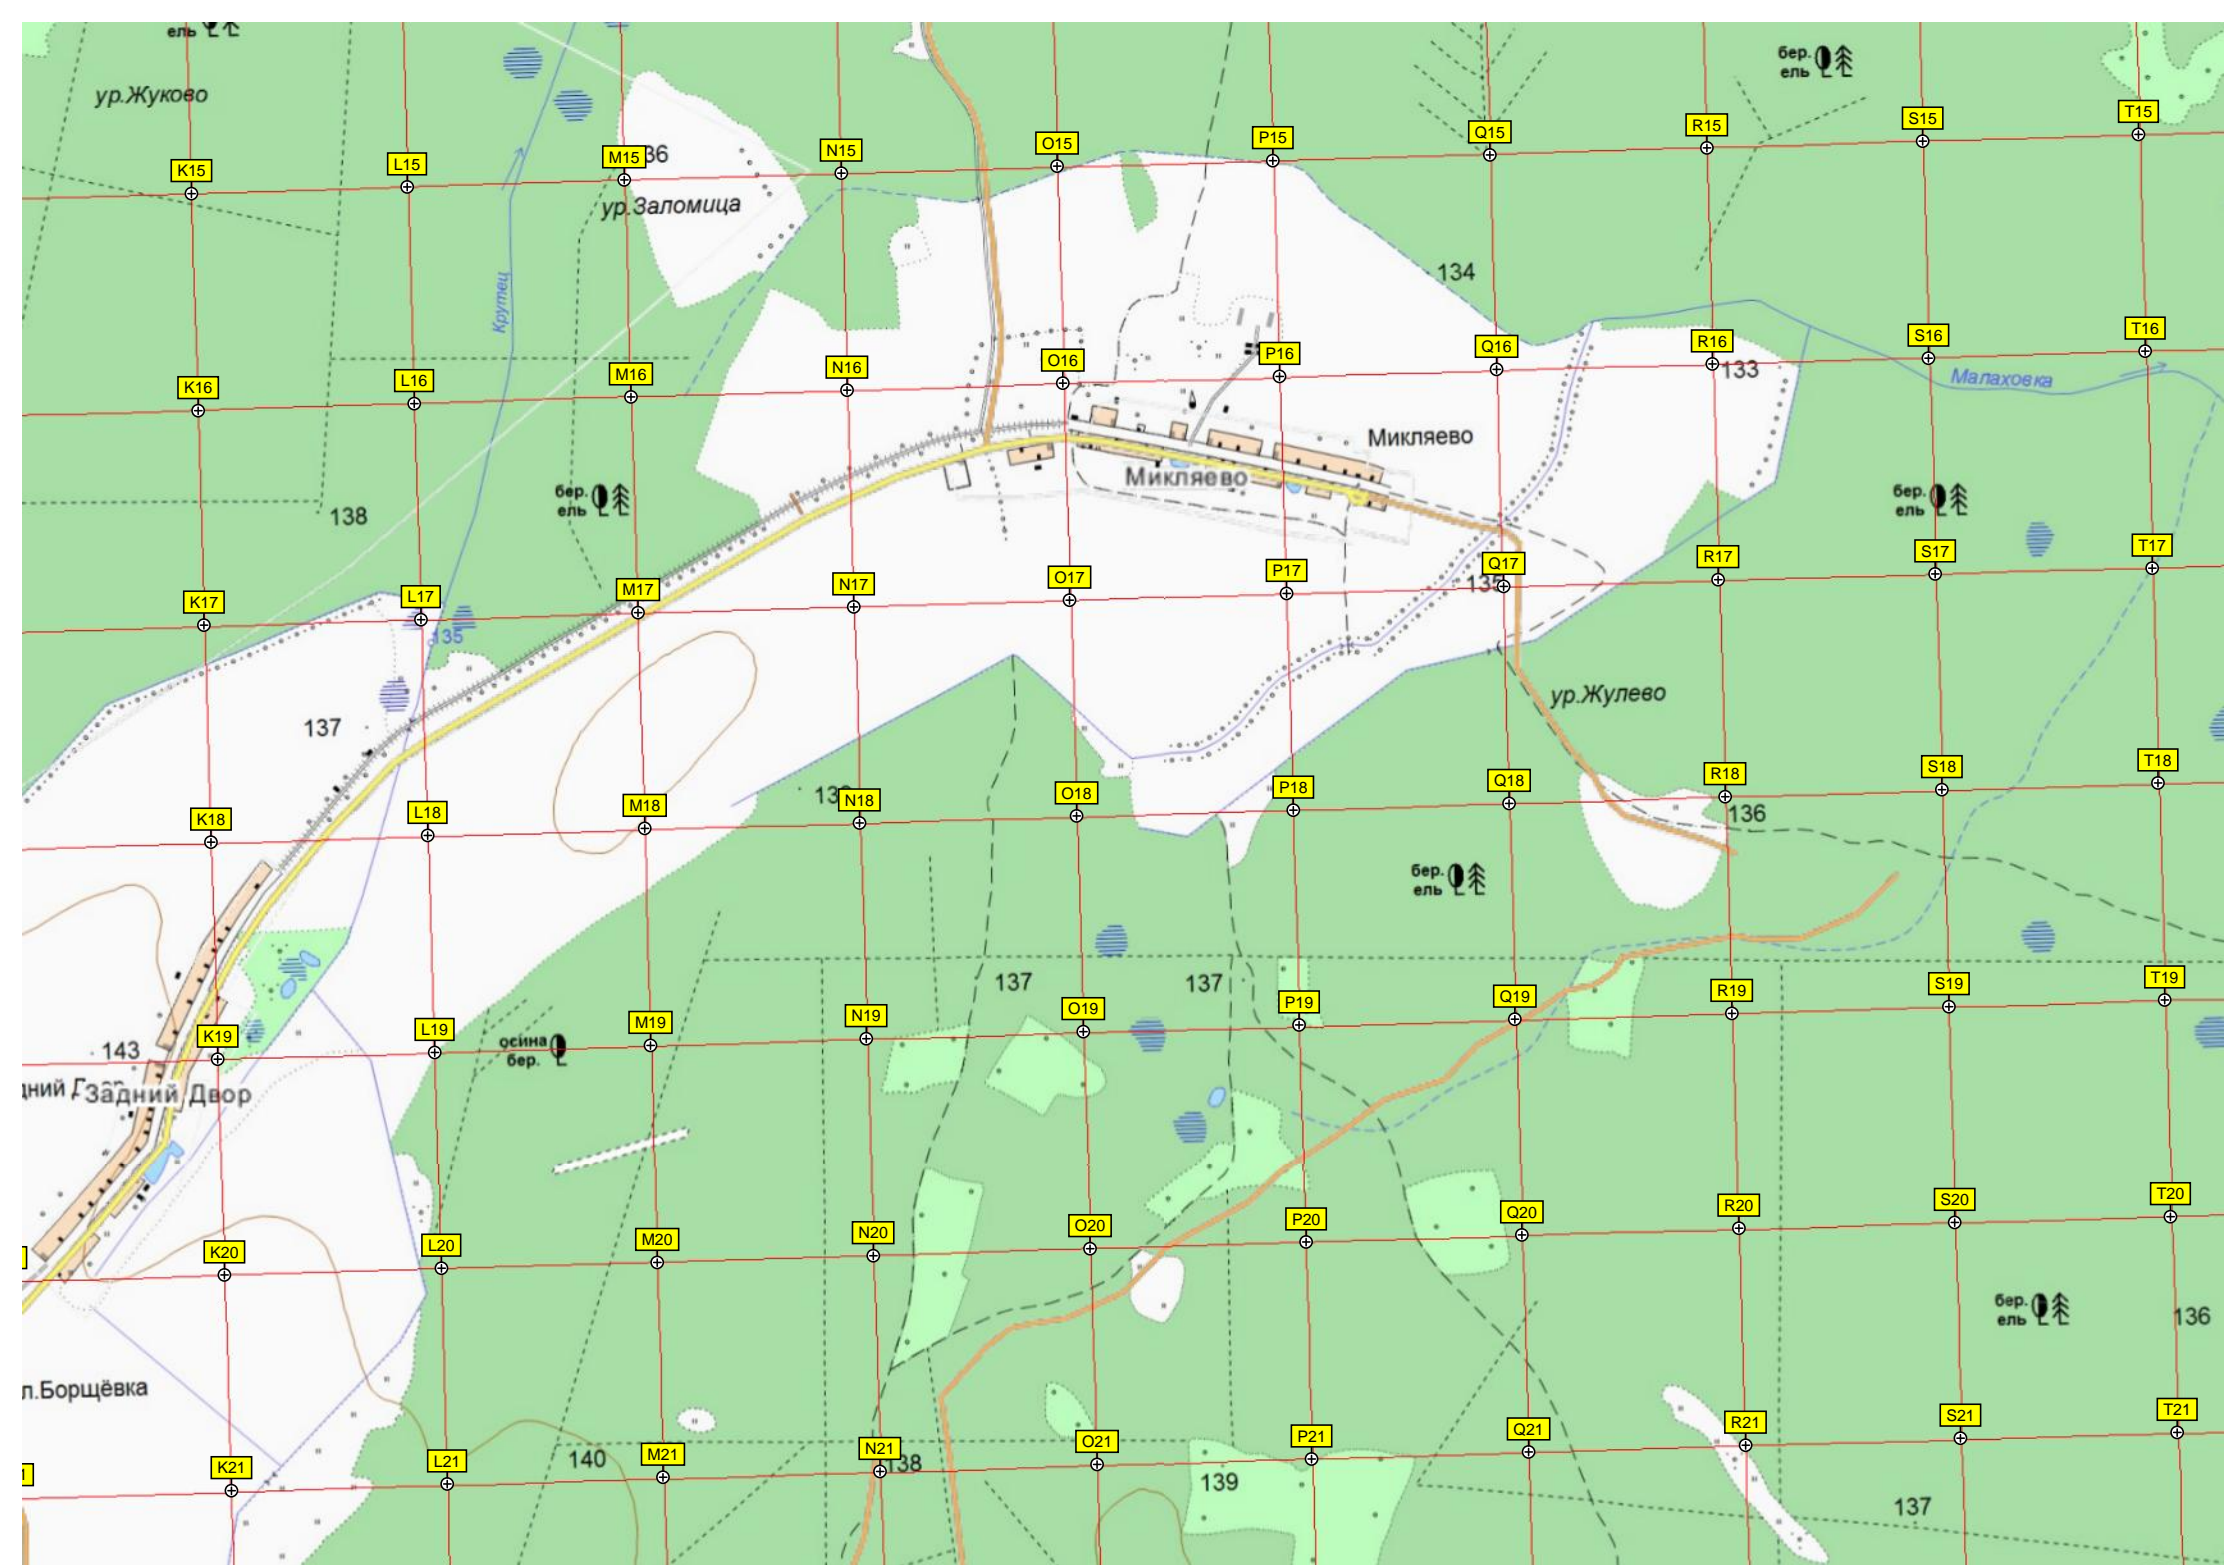 ель
ур.Жуково
бер.
ель
T15
S15
R15
Q15
P15
O15
N15
M15
36
L15
K15
ур.Заломица
134
Крутец
T16
S16
R16
Q16
P16
O16
N16
M16
L16
K16
133
Малаховка
Микляево
Микляево
бер.
ель
бер.
ель
138
T17
S17
R17
Q17
135
P17
O17
N17
M17
L17
K17
135
ур.Жулево
137
T18
S18
R18
Q18
P18
O18
N18
M18
L18
K18
136
бер.
ель
137
137
T19
S19
R19
Q19
P19
O19
N19
M19
L19
K19
осина
бер.
143
Задний Двор
T20
S20
R20
Q20
P20
O20
N20
M20
L20
K20
бер.
ель
136
л.Борщёвка
T21
S21
R21
Q21
P21
O21
N21
138
M21
L21
K21
140
139
137